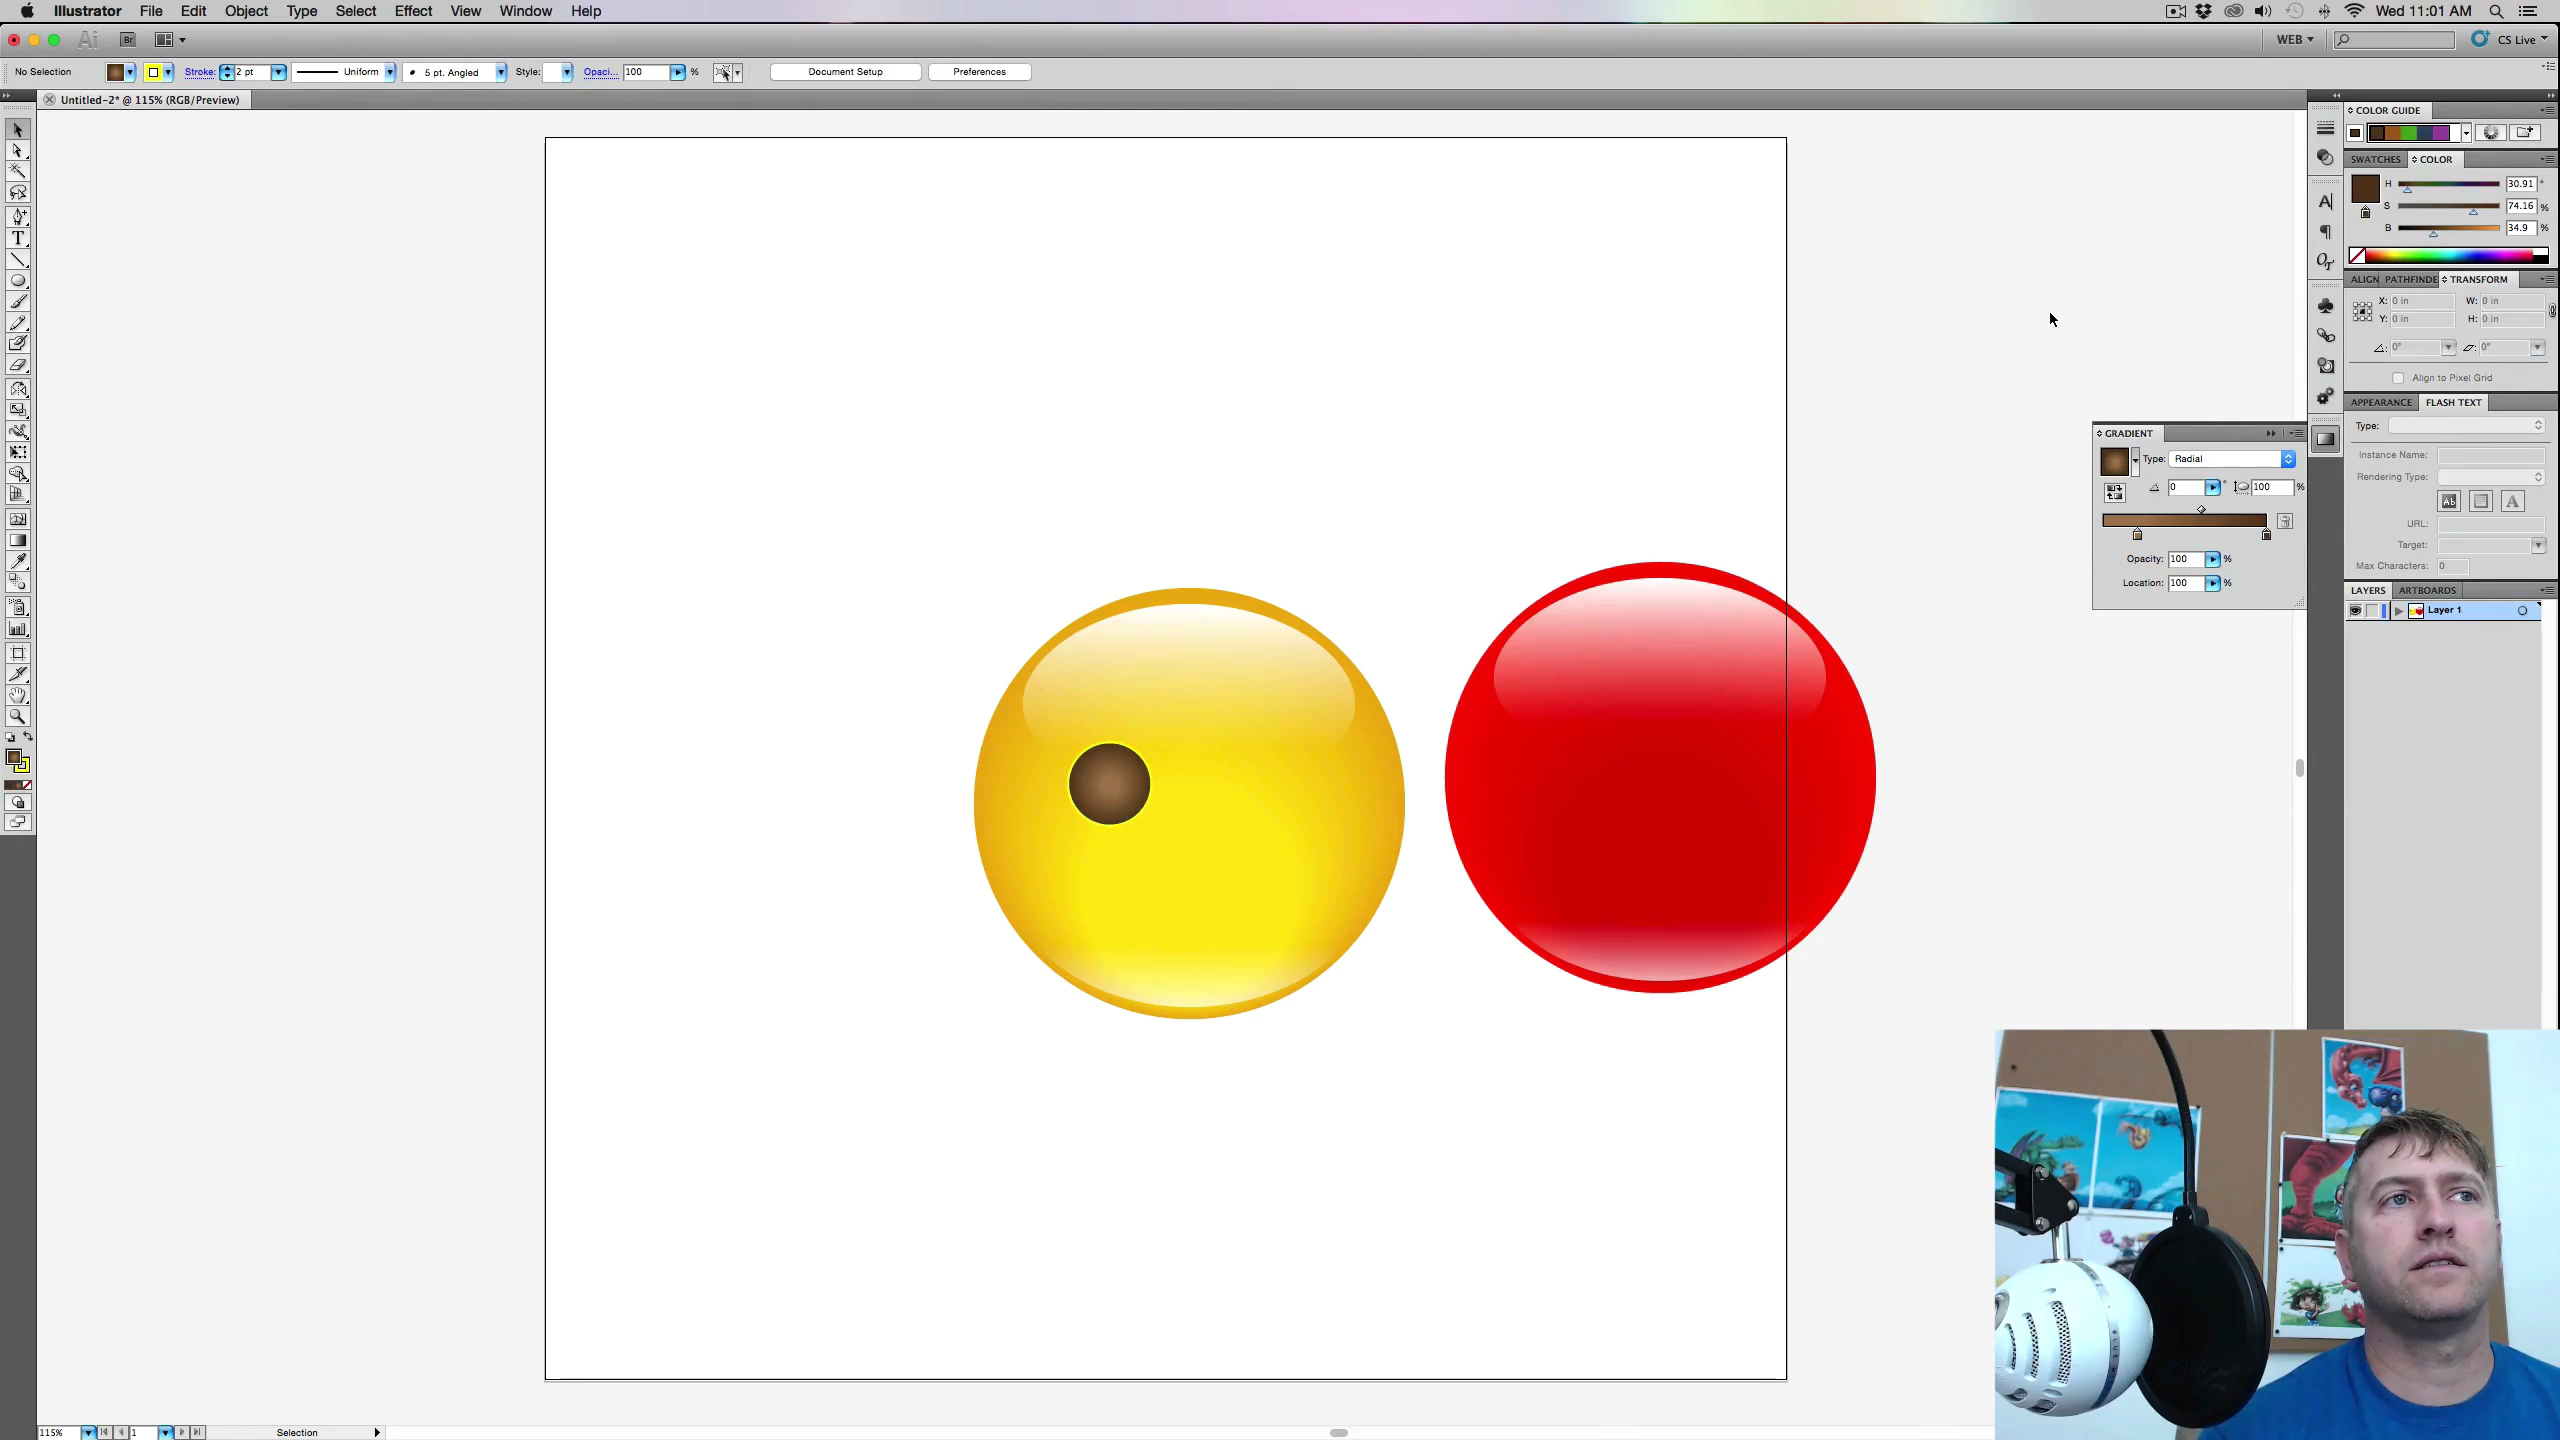 Illustrator File Edit Object Type Select Effect View Window Help Wed 11:01 AM
Ai Br WEB CS Live
No Selection Stroke: 2 pt Uniform 5 pt. Angled Style: Opaci... 100 % Document Setup Preferences
Untitled-2* @ 115% (RGB/Preview)
COLOR GUIDE
SWATCHES COLOR
H 30.91 °
S 74.16 %
B 34.9 %
ALIGN PATHFINDE TRANSFORM
X: 0 in W: 0 in
Y: 0 in H: 0 in
0° 0°
Align to Pixel Grid
APPEARANCE FLASH TEXT
Type:
Instance Name:
Rendering Type:
Ab A
URL:
Target:
Max Characters: 0
LAYERS ARTBOARDS
Layer 1
GRADIENT
Type: Radial
0 ° 100 %
Opacity: 100 %
Location: 100 %
115% 1 Selection